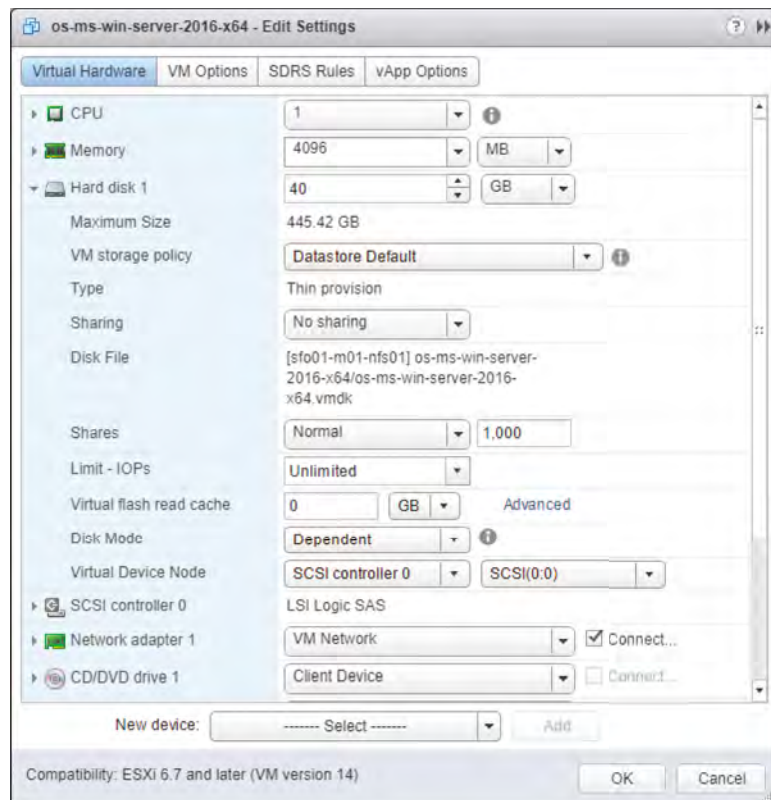 os-ms-win-server-2016-x64 - Edit Settings ?
Virtual Hardware VM Options SDRS Rules vApp Options
CPU 1
Memory 4096 MB
Hard disk 1 40 GB
Maximum Size 445.42 GB
VM storage policy Datastore Default
Type Thin provision
Sharing No sharing
Disk File [sfo01-m01-nfs01] os-ms-win-server-
2016-x64/os-ms-win-server-2016-
x64.vmdk
Shares Normal 1,000
Limit - IOPs Unlimited
Virtual flash read cache 0 GB Advanced
Disk Mode Dependent
Virtual Device Node SCSI controller 0 SCSI(0:0)
SCSI controller 0 LSI Logic SAS
Network adapter 1 VM Network Connect...
CD/DVD drive 1 Client Device Connect...
New device: ------- Select ------- Add
Compatibility: ESXi 6.7 and later (VM version 14) OK Cancel